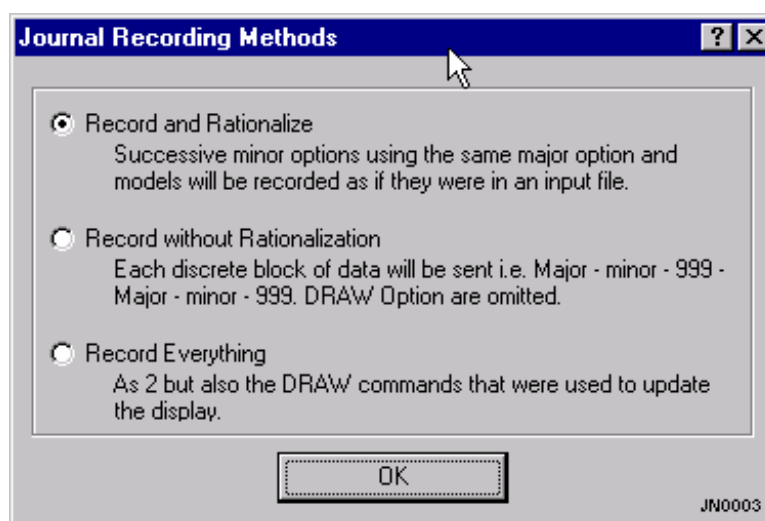 Journal Recording Methods
Record and Rationalize
Successive minor options using the same major option and
models will be recorded as if they were in an input file.
Record without Rationalization
Each discrete block of data will be sent i.e. Major - minor - 999 -
Major - minor - 999. DRAW Option are omitted.
Record Everything
As 2 but also the DRAW commands that were used to update
the display.
OK
JN0003